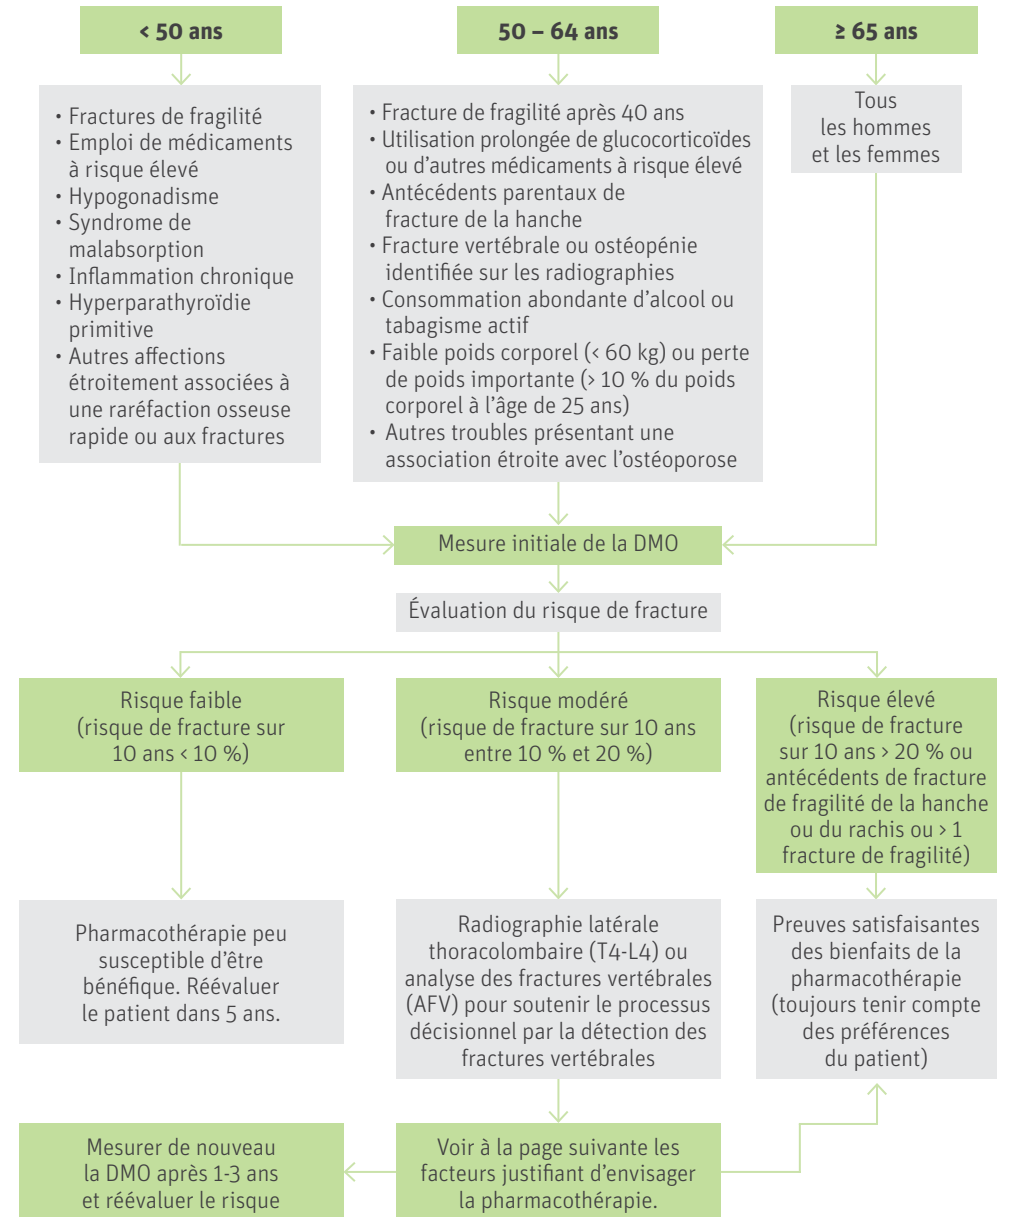 < 50 ans
50 – 64 ans
≥ 65 ans
• Fractures de fragilité
• Emploi de médicaments
à risque élevé
• Hypogonadisme
• Syndrome de
malabsorption
• Inflammation chronique
• Hyperparathyroïdie
primitive
• Autres affections
étroitement associées à
une raréfaction osseuse
rapide ou aux fractures
• Fracture de fragilité après 40 ans
• Utilisation prolongée de glucocorticoïdes
ou d’autres médicaments à risque élevé
• Antécédents parentaux de
fracture de la hanche
• Fracture vertébrale ou ostéopénie
identifiée sur les radiographies
• Consommation abondante d’alcool ou
tabagisme actif
• Faible poids corporel (< 60 kg) ou perte
de poids importante (> 10 % du poids
corporel à l’âge de 25 ans)
• Autres troubles présentant une
association étroite avec l’ostéoporose
Tous
les hommes
et les femmes
Mesure initiale de la DMO
Évaluation du risque de fracture
Risque faible
(risque de fracture sur
10 ans < 10 %)
Risque modéré
(risque de fracture sur 10 ans
entre 10 % et 20 %)
Risque élevé
(risque de fracture
sur 10 ans > 20 % ou
antécédents de fracture
de fragilité de la hanche
ou du rachis ou > 1
fracture de fragilité)
Pharmacothérapie peu
susceptible d’être
bénéfique. Réévaluer
le patient dans 5 ans.
Radiographie latérale
thoracolombaire (T4-L4) ou
analyse des fractures vertébrales
(AFV) pour soutenir le processus
décisionnel par la détection des
fractures vertébrales
Preuves satisfaisantes
des bienfaits de la
pharmacothérapie
(toujours tenir compte
des préférences
du patient)
Mesurer de nouveau
la DMO après 1-3 ans
et réévaluer le risque
Voir à la page suivante les
facteurs justifiant d’envisager
la pharmacothérapie.